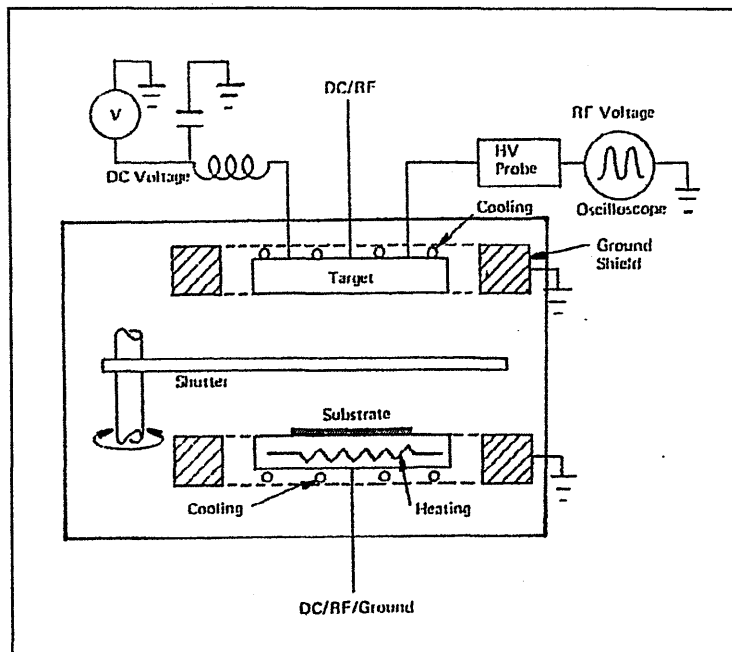 DC/RF
RF Voltage
V
HV
Probe
DC Voltage
Oscilloscope
Cooling
Ground
Shield
Target
Shutter
Substrate
Cooling
Heating
DC/RF/Ground